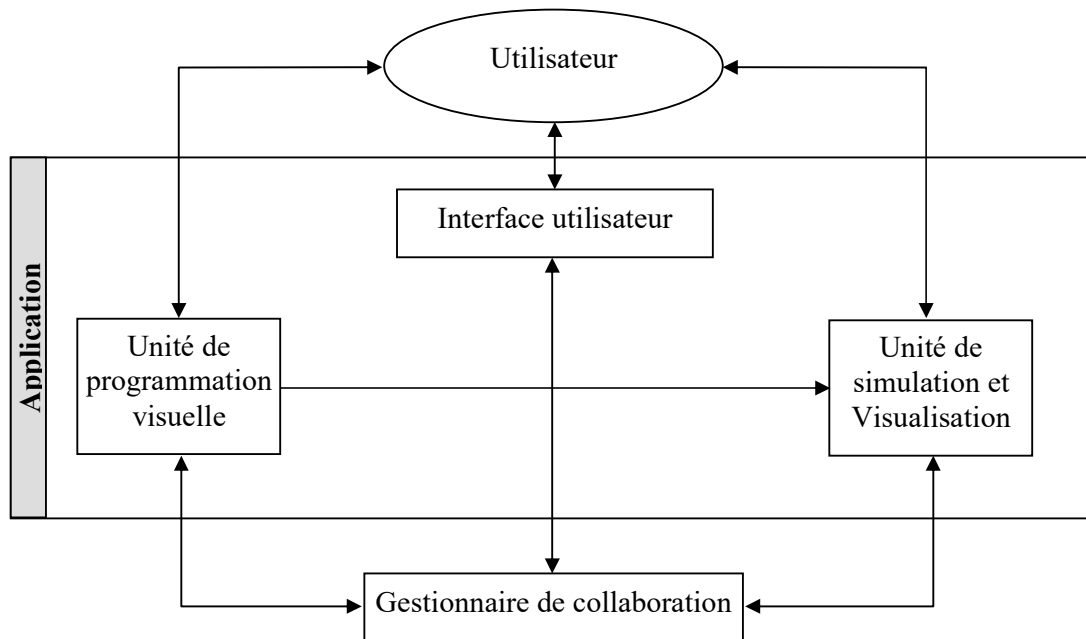 Utilisateur
Interface utilisateur
Application
Unité de
programmation
visuelle
Unité de
simulation et
Visualisation
Gestionnaire de collaboration